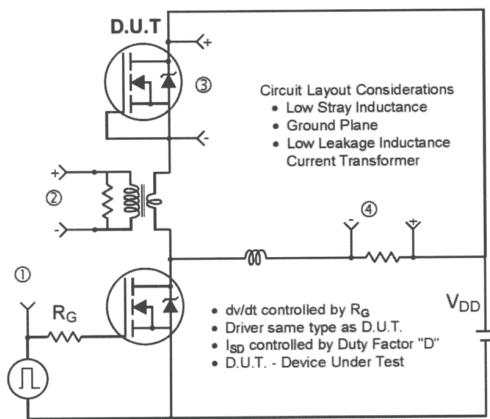 D.U.T
+
③
-
Circuit Layout Considerations
• Low Stray Inductance
• Ground Plane
• Low Leakage Inductance
Current Transformer
+
②
-
④
-
+
①
RG
VDD
• dv/dt controlled by RG
• Driver same type as D.U.T.
• ISD controlled by Duty Factor "D"
• D.U.T. - Device Under Test